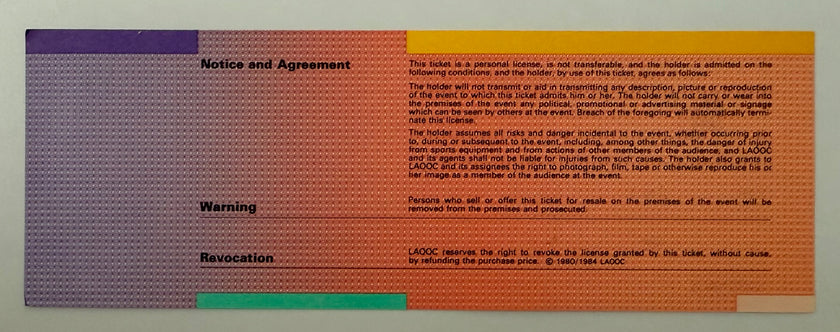 Notice and Agreement
This ticket is a personal license, is not transferable, and the holder is admitted on the
following conditions, and the holder, by use of this ticket, agrees as follows:
The holder will not transmit or aid in transmitting any description, picture or reproduction
of the event to which this ticket admits him or her. The holder will not carry or wear into
the premises of the event any political, promotional or advertising material or signage
which can be seen by others at the event. Breach of the foregoing will automatically termi-
nate this license.
The holder assumes all risks and danger incidental to the event, whether occurring prior
to, during or subsequent to the event, including, among other things, the danger of injury
from sports equipment and from actions of other members of the audience, and LAOOC
and its agents shall not be liable for injuries from such causes. The holder also grants to
LAOOC and its assignees the right to photograph, film, tape or otherwise reproduce his or
her image as a member of the audience at the event.
Warning
Persons who sell or offer this ticket for resale on the premises of the event will be
removed from the premises and prosecuted.
Revocation
LAOOC reserves the right to revoke the license granted by this ticket, without cause,
by refunding the purchase price. © 1980/1984 LAOOC